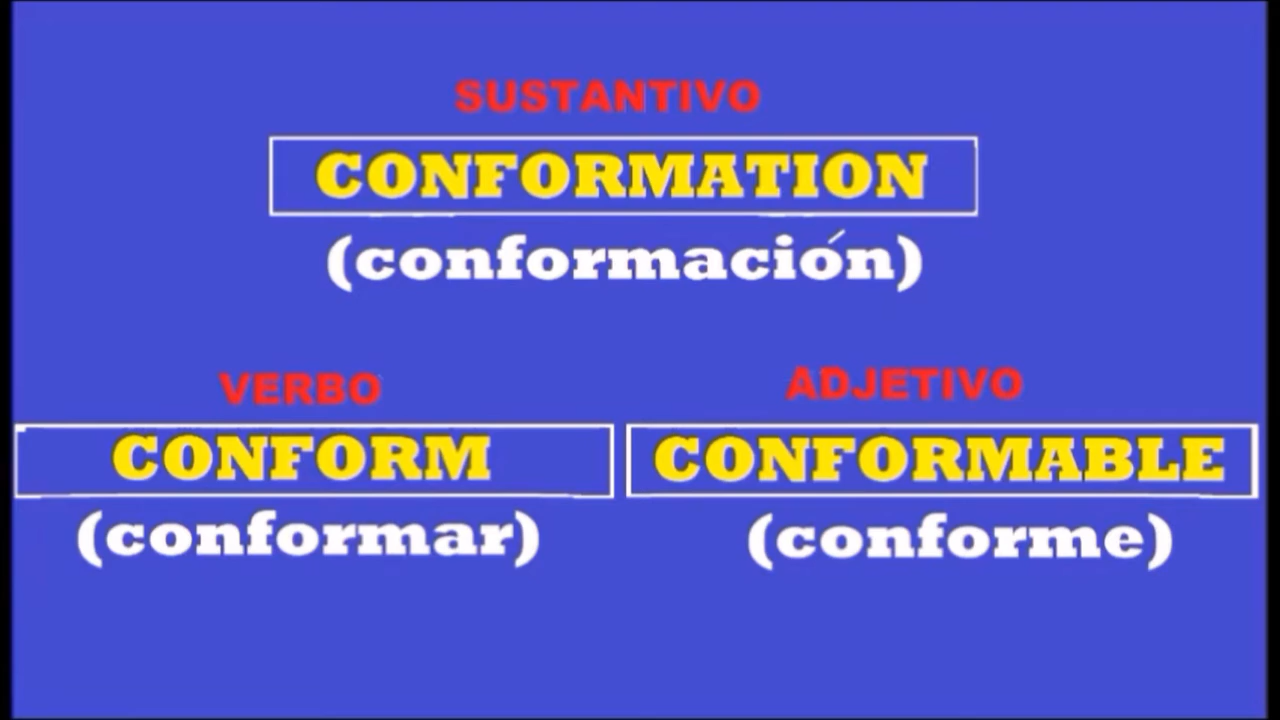 SUSTANTIVO
CONFORMATION
(conformación)
VERBO
CONFORM
(conformar)
ADJETIVO
CONFORMABLE
(conforme)